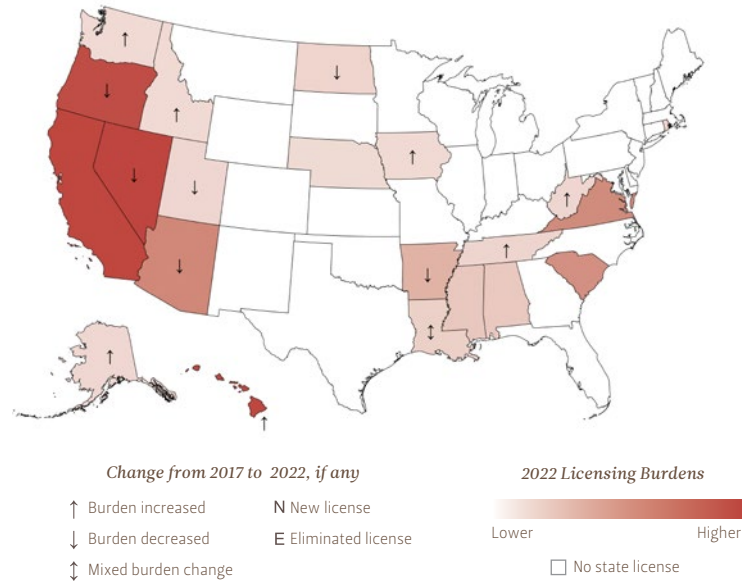 Change from 2017 to 2022, if any
↑ Burden increased
↓ Burden decreased
↕ Mixed burden change
N New license
E Eliminated license
2022 Licensing Burdens
Lower Higher
No state license